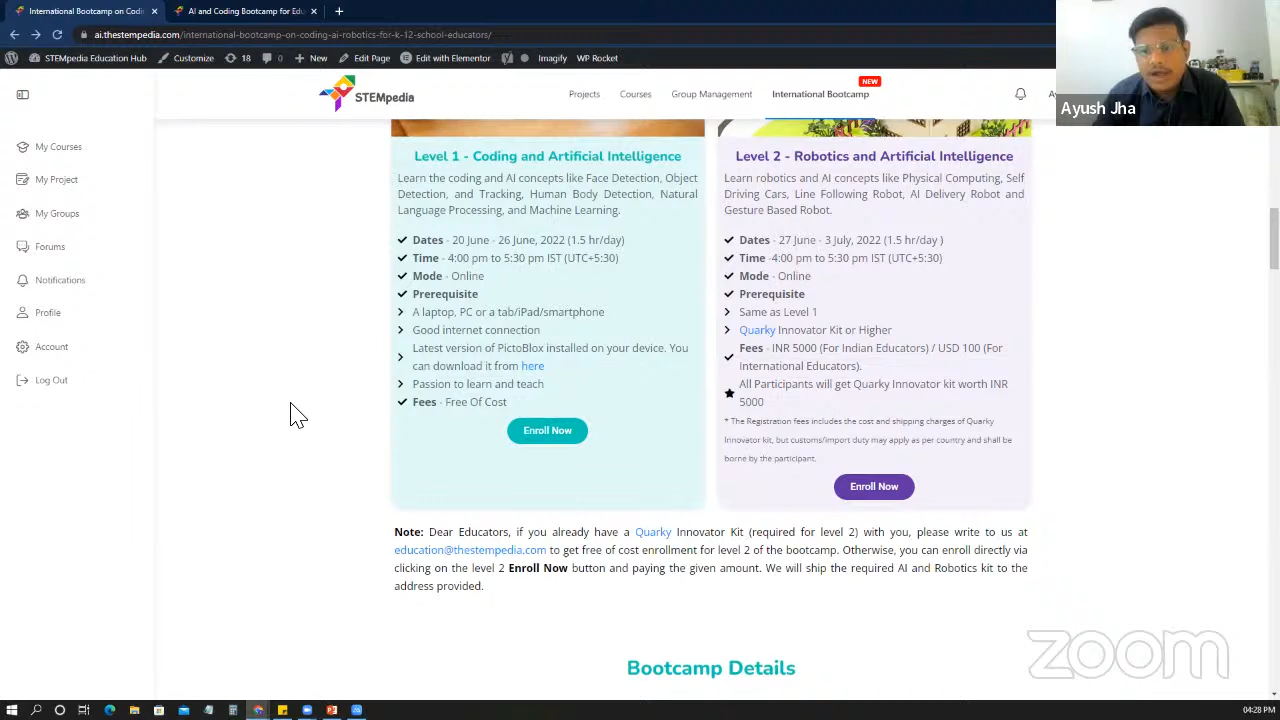 International Bootcamp on Codin
AI and Coding Bootcamp for Edu
ai.thestempedia.com/international-bootcamp-on-coding-ai-robotics-for-k-12-school-educators/
STEMpedia Education Hub
Customize
18
0
New
Edit Page
Edit with Elementor
Imagify
WP Rocket
Ayush Jha
STEMpedia
Projects
Courses
Group Management
International Bootcamp
NEW
My Courses
My Project
My Groups
Forums
Notifications
Profile
Account
Log Out
Level 1 - Coding and Artificial Intelligence
Learn the coding and AI concepts like Face Detection, Object
Detection, and Tracking, Human Body Detection, Natural
Language Processing, and Machine Learning.
Dates - 20 June - 26 June, 2022 (1.5 hr/day)
Time - 4:00 pm to 5:30 pm IST (UTC+5:30)
Mode - Online
Prerequisite
A laptop, PC or a tab/iPad/smartphone
Good internet connection
Latest version of PictoBlox installed on your device. You
can download it from here
Passion to learn and teach
Fees - Free Of Cost
Enroll Now
Level 2 - Robotics and Artificial Intelligence
Learn robotics and AI concepts like Physical Computing, Self
Driving Cars, Line Following Robot, AI Delivery Robot and
Gesture Based Robot.
Dates - 27 June - 3 July, 2022 (1.5 hr/day )
Time -4:00 pm to 5:30 pm IST (UTC+5:30)
Mode - Online
Prerequisite
Same as Level 1
Quarky Innovator Kit or Higher
Fees - INR 5000 (For Indian Educators) / USD 100 (For
International Educators).
All Participants will get Quarky Innovator kit worth INR
5000
* The Registration fees includes the cost and shipping charges of Quarky
Innovator kit, but customs/import duty may apply as per country and shall be
borne by the participant.
Enroll Now
Note: Dear Educators, if you already have a Quarky Innovator Kit (required for level 2) with you, please write to us at
education@thestempedia.com to get free of cost enrollment for level 2 of the bootcamp. Otherwise, you can enroll directly via
clicking on the level 2 Enroll Now button and paying the given amount. We will ship the required AI and Robotics kit to the
address provided.
Bootcamp Details
zoom
04:28 PM